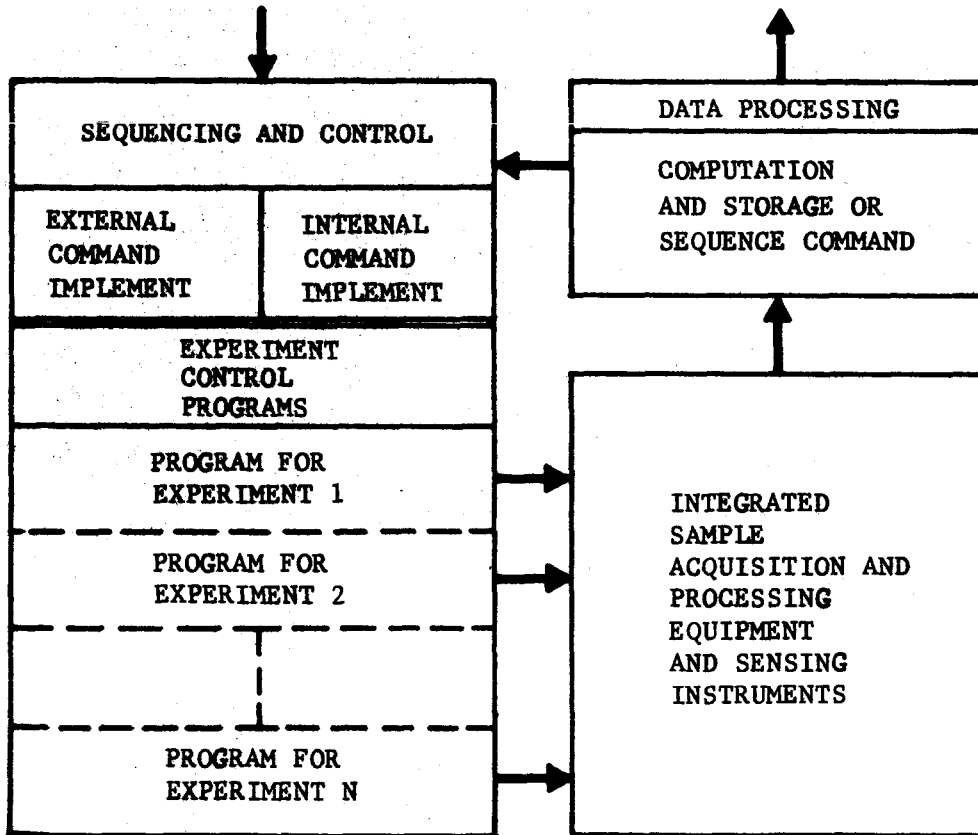 SEQUENCING AND CONTROL
EXTERNAL
COMMAND
IMPLEMENT
INTERNAL
COMMAND
IMPLEMENT
EXPERIMENT
CONTROL
PROGRAMS
PROGRAM FOR
EXPERIMENT 1
PROGRAM FOR
EXPERIMENT 2
PROGRAM FOR
EXPERIMENT N
DATA PROCESSING
COMPUTATION
AND STORAGE OR
SEQUENCE COMMAND
INTEGRATED
SAMPLE
ACQUISITION AND
PROCESSING
EQUIPMENT
AND SENSING
INSTRUMENTS